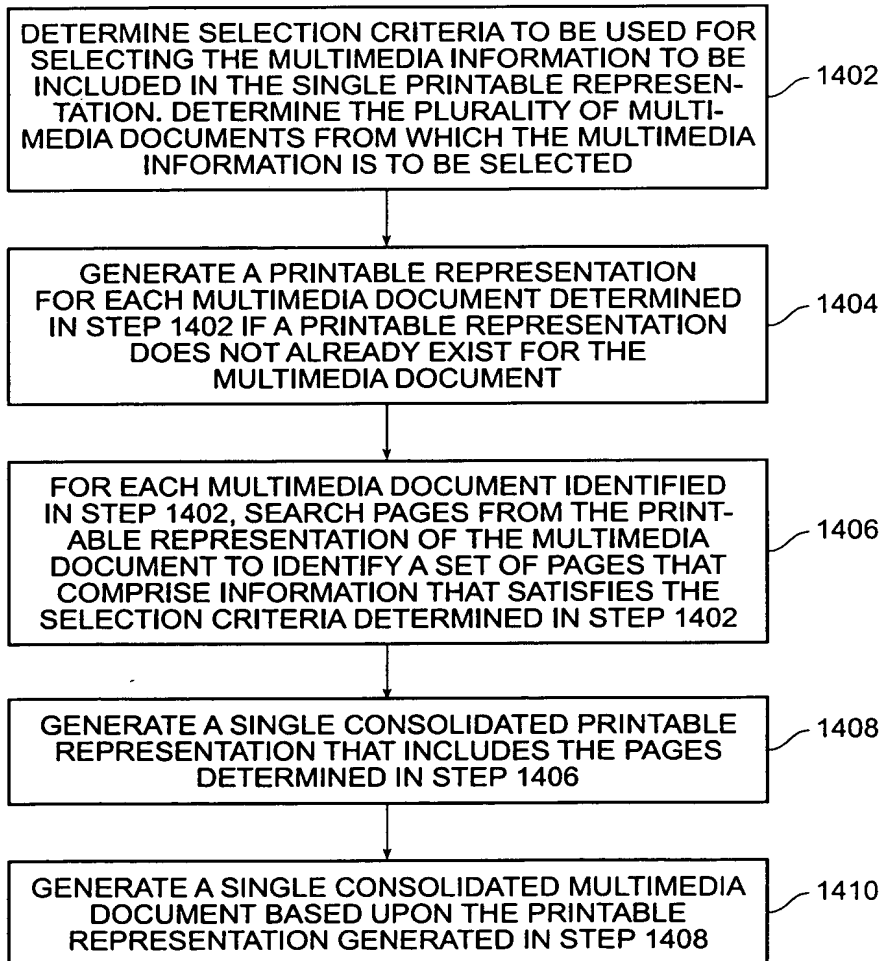 DETERMINE SELECTION CRITERIA TO BE USED FOR
SELECTING THE MULTIMEDIA INFORMATION TO BE
INCLUDED IN THE SINGLE PRINTABLE REPRESEN-
TATION. DETERMINE THE PLURALITY OF MULTI-
MEDIA DOCUMENTS FROM WHICH THE MULTIMEDIA
INFORMATION IS TO BE SELECTED
1402
GENERATE A PRINTABLE REPRESENTATION
FOR EACH MULTIMEDIA DOCUMENT DETERMINED
IN STEP 1402 IF A PRINTABLE REPRESENTATION
DOES NOT ALREADY EXIST FOR THE
MULTIMEDIA DOCUMENT
1404
FOR EACH MULTIMEDIA DOCUMENT IDENTIFIED
IN STEP 1402, SEARCH PAGES FROM THE PRINT-
ABLE REPRESENTATION OF THE MULTIMEDIA
DOCUMENT TO IDENTIFY A SET OF PAGES THAT
COMPRISE INFORMATION THAT SATISFIES THE
SELECTION CRITERIA DETERMINED IN STEP 1402
1406
GENERATE A SINGLE CONSOLIDATED PRINTABLE
REPRESENTATION THAT INCLUDES THE PAGES
DETERMINED IN STEP 1406
1408
GENERATE A SINGLE CONSOLIDATED MULTIMEDIA
DOCUMENT BASED UPON THE PRINTABLE
REPRESENTATION GENERATED IN STEP 1408
1410